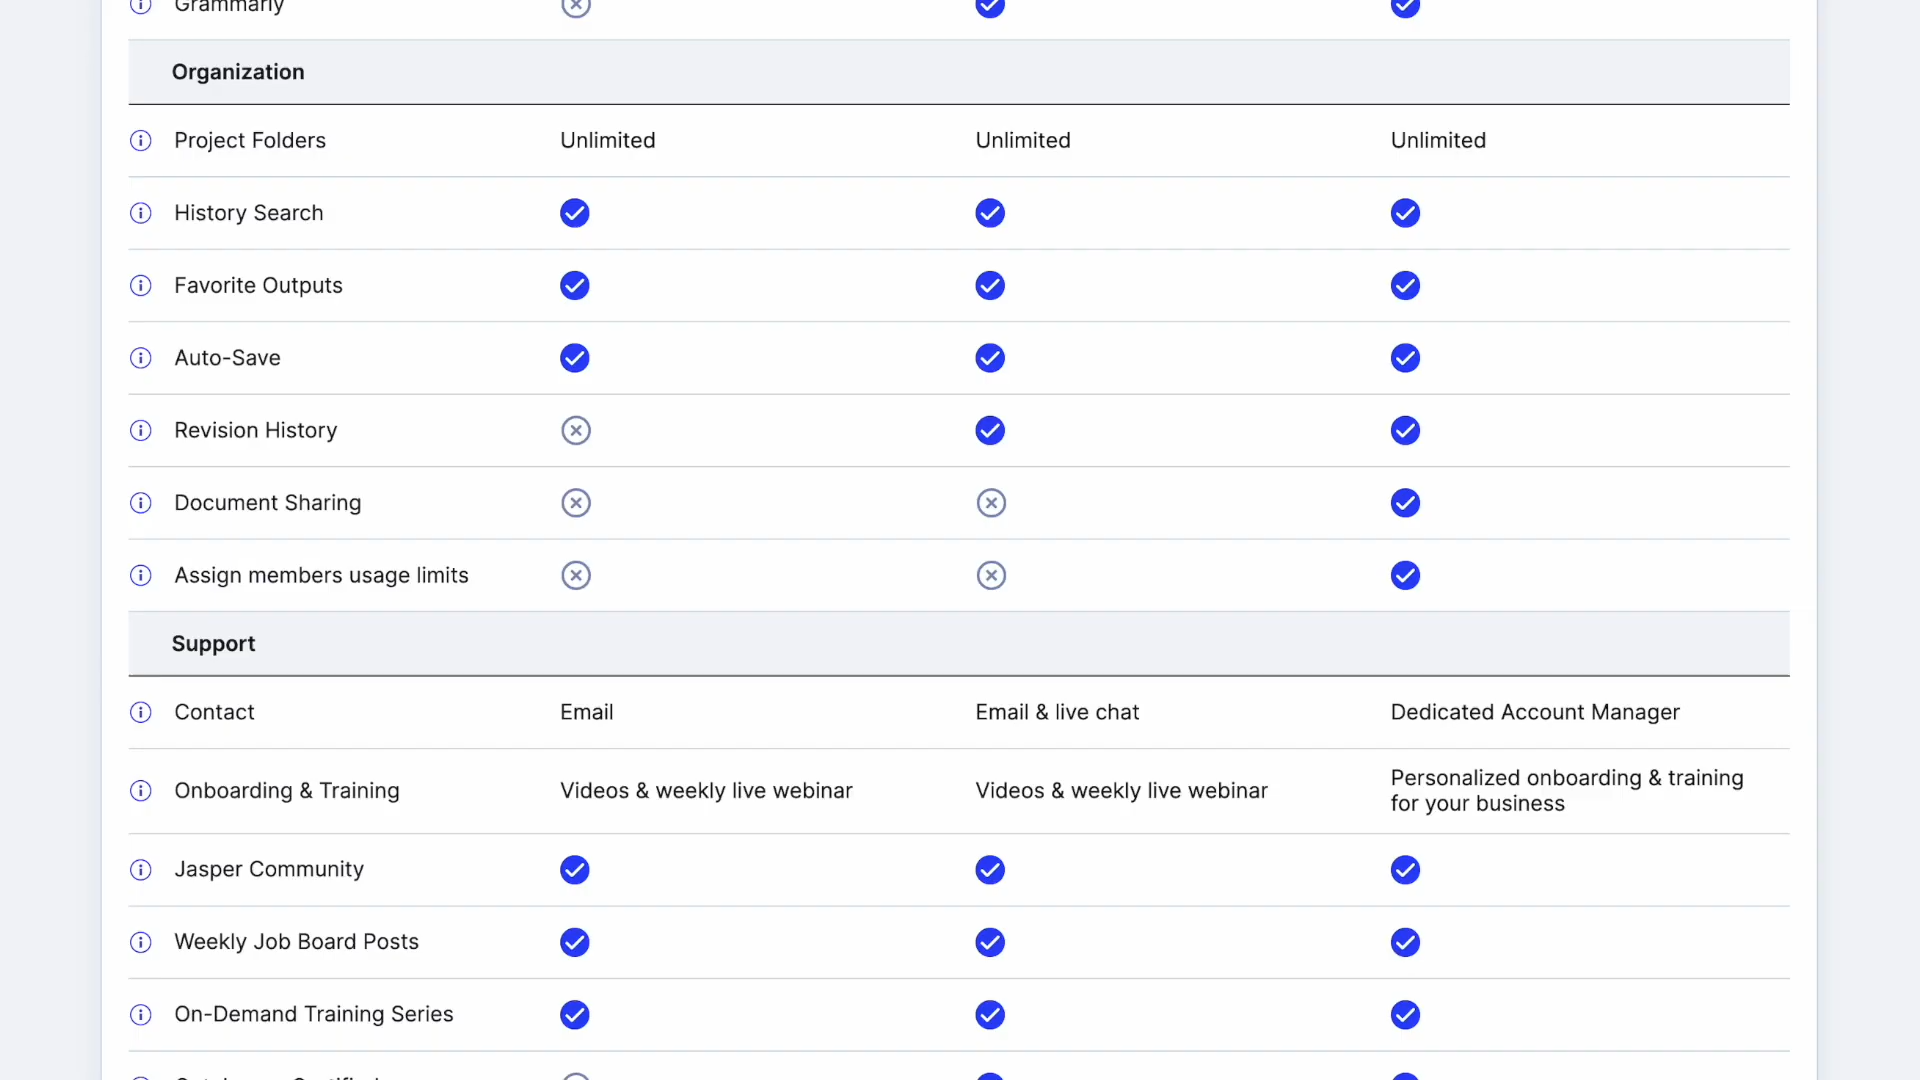 Grammarly
Organization
Project Folders Unlimited Unlimited Unlimited
History Search
Favorite Outputs
Auto-Save
Revision History
Document Sharing
Assign members usage limits
Support
Contact Email Email & live chat Dedicated Account Manager
Onboarding & Training Videos & weekly live webinar Videos & weekly live webinar Personalized onboarding & training
for your business
Jasper Community
Weekly Job Board Posts
On-Demand Training Series